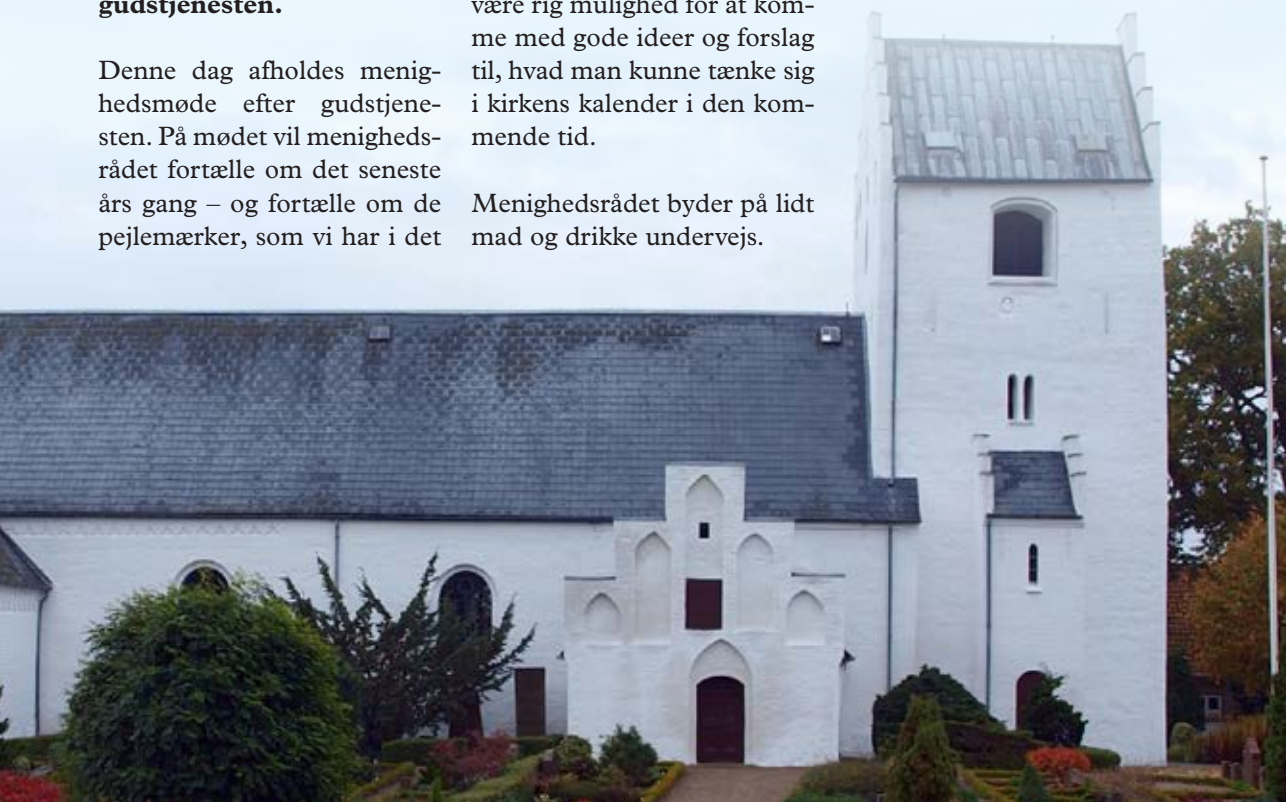 gudstjenesten.
Denne dag afholdes menig-
hedsmøde efter gudstjene-
sten. På mødet vil menigheds-
rådet fortælle om det seneste
års gang – og fortælle om de
pejlemærker, som vi har i det
være rig mulighed for at kom-
me med gode ideer og forslag
til, hvad man kunne tænke sig
i kirkens kalender i den kom-
mende tid.
Menighedsrådet byder på lidt
mad og drikke undervejs.